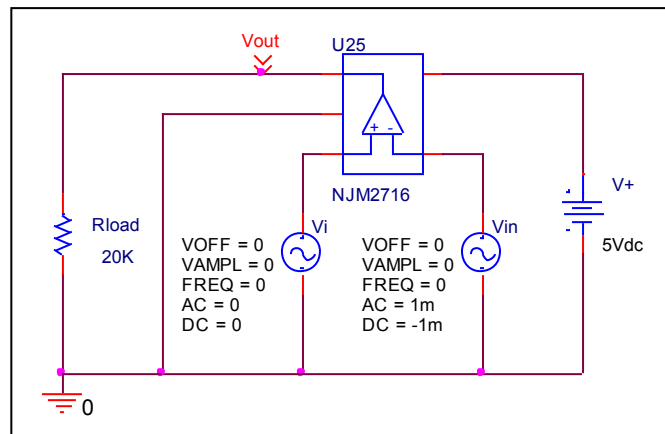 Vout
U25
+ -
NJM2716
Rload
20K
Vi
VOFF = 0
VAMPL = 0
FREQ = 0
AC = 0
DC = 0
Vin
VOFF = 0
VAMPL = 0
FREQ = 0
AC = 1m
DC = -1m
V+
5Vdc
0